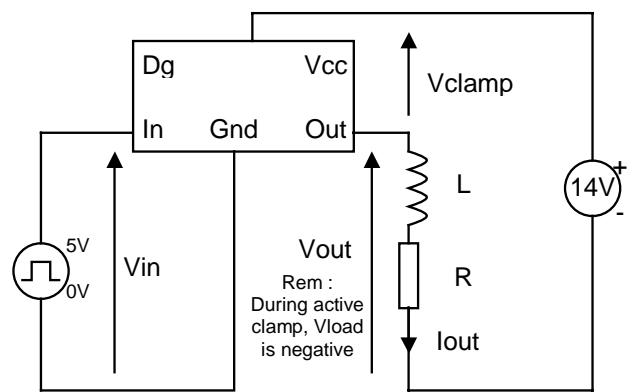 Dg
Vcc
In
Gnd
Out
Vclamp
5V
0V
Vin
Vout
Rem :
During active
clamp, Vload
is negative
L
R
Iout
14V
+
-